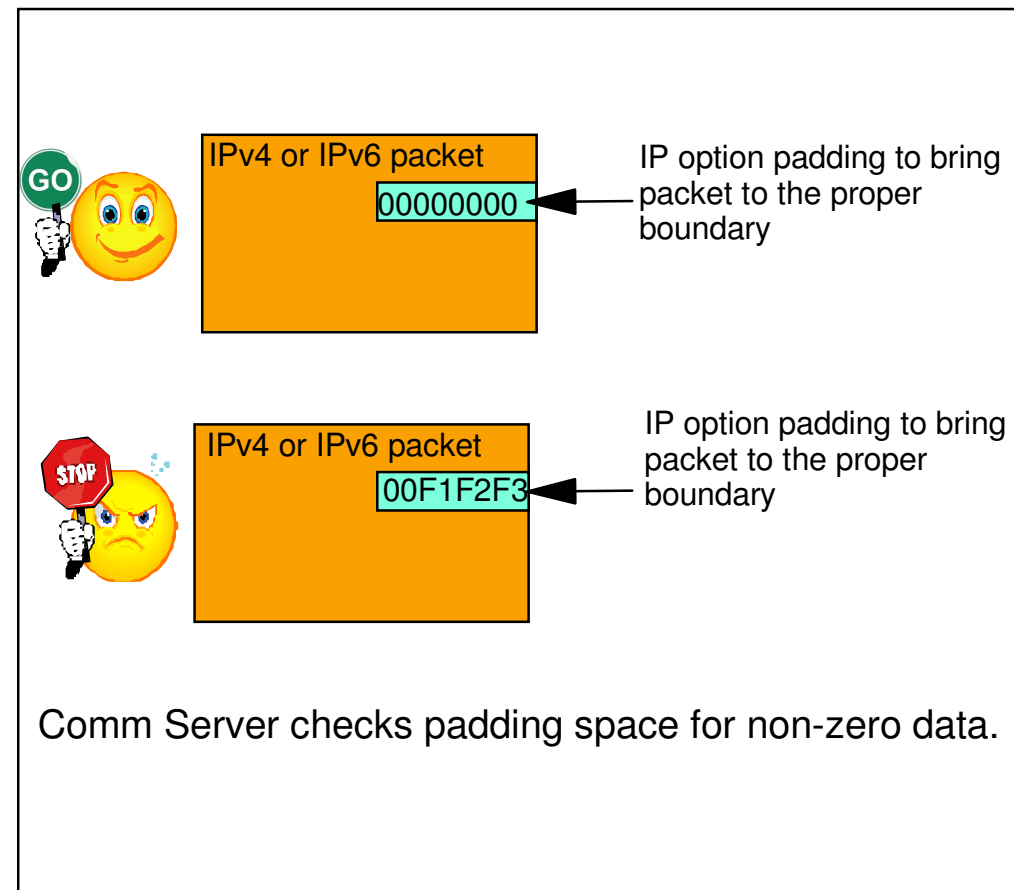 GO
IPv4 or IPv6 packet
00000000
IP option padding to bring
packet to the proper
boundary
STOP
IPv4 or IPv6 packet
00F1F2F3
IP option padding to bring
packet to the proper
boundary
Comm Server checks padding space for non-zero data.